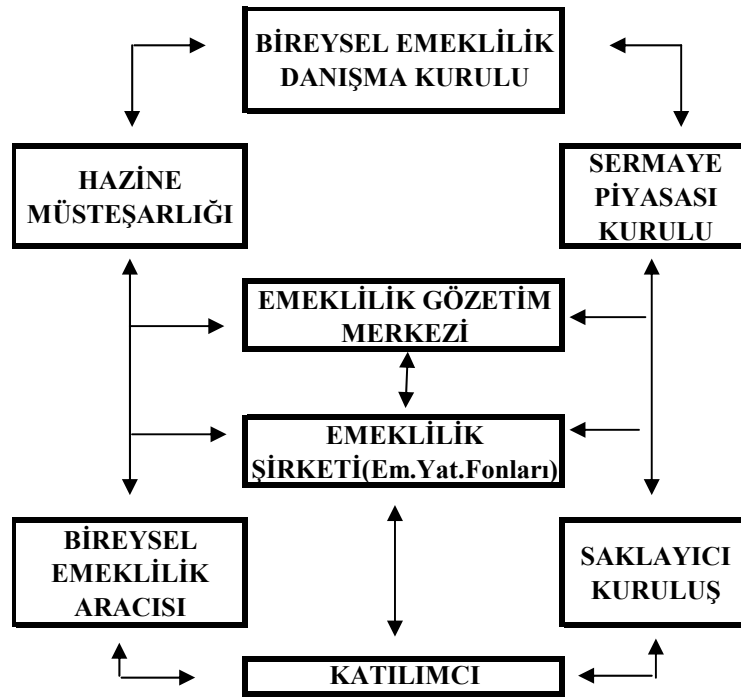 BİREYSEL EMEKLİLİK
DANIŞMA KURULU
HAZİNE
MÜSTEŞARLIĞI
SERMAYE
PİYASASI
KURULU
EMEKLİLİK GÖZETİM
MERKEZİ
EMEKLİLİK
ŞİRKETİ(Em.Yat.Fonları)
BİREYSEL
EMEKLİLİK
ARACISI
SAKLAYICI
KURULUŞ
KATILIMCI